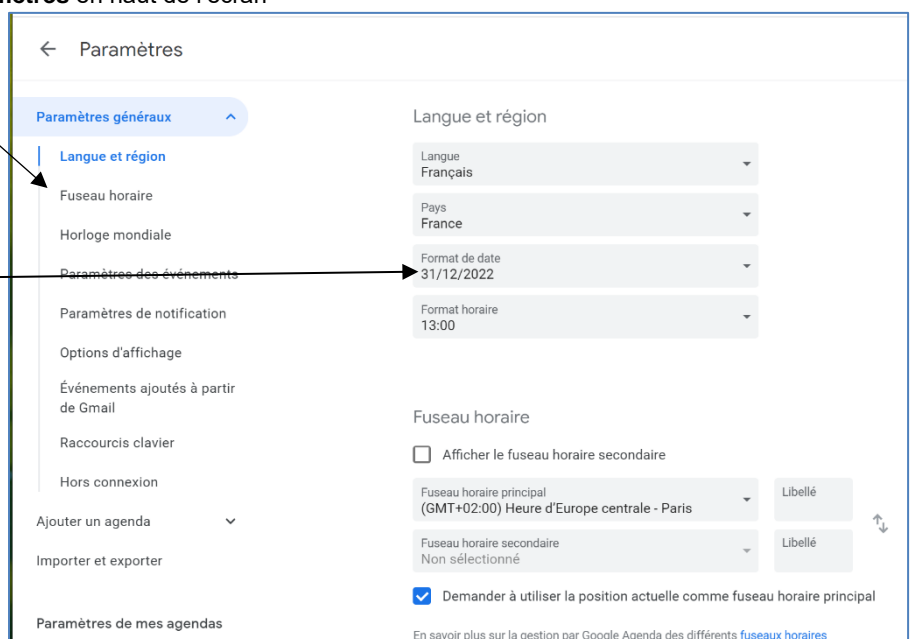 en haut de l'écran
Paramètres
Paramètres généraux
Langue et région
Fuseau horaire
Horloge mondiale
Paramètres des événements
Paramètres de notification
Options d'affichage
Événements ajoutés à partir
de Gmail
Raccourcis clavier
Hors connexion
Ajouter un agenda
Importer et exporter
Paramètres de mes agendas
Langue et région
Langue
Français
Pays
France
Format de date
31/12/2022
Format horaire
13:00
Fuseau horaire
Afficher le fuseau horaire secondaire
Fuseau horaire principal
(GMT+02:00) Heure d'Europe centrale - Paris
Libellé
Fuseau horaire secondaire
Non sélectionné
Libellé
Demander à utiliser la position actuelle comme fuseau horaire principal
En savoir plus sur la gestion par Google Agenda des différents fuseaux horaires